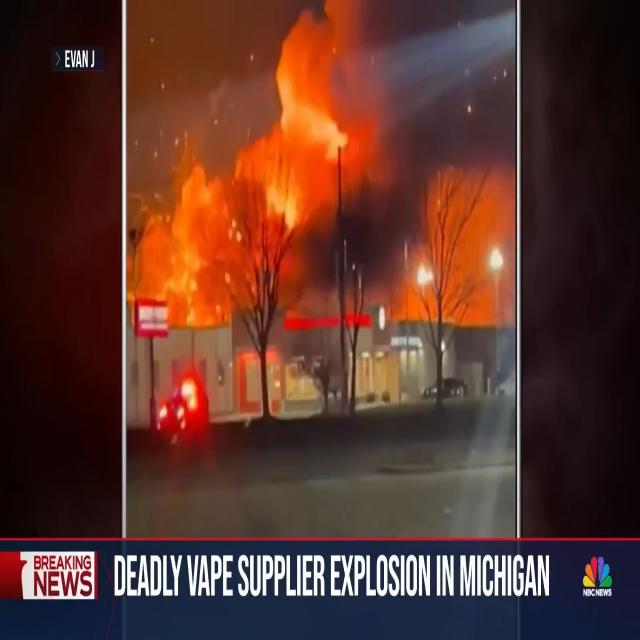 EVAN J
BREAKING
NEWS
DEADLY VAPE SUPPLIER EXPLOSION IN MICHIGAN
NBC NEWS